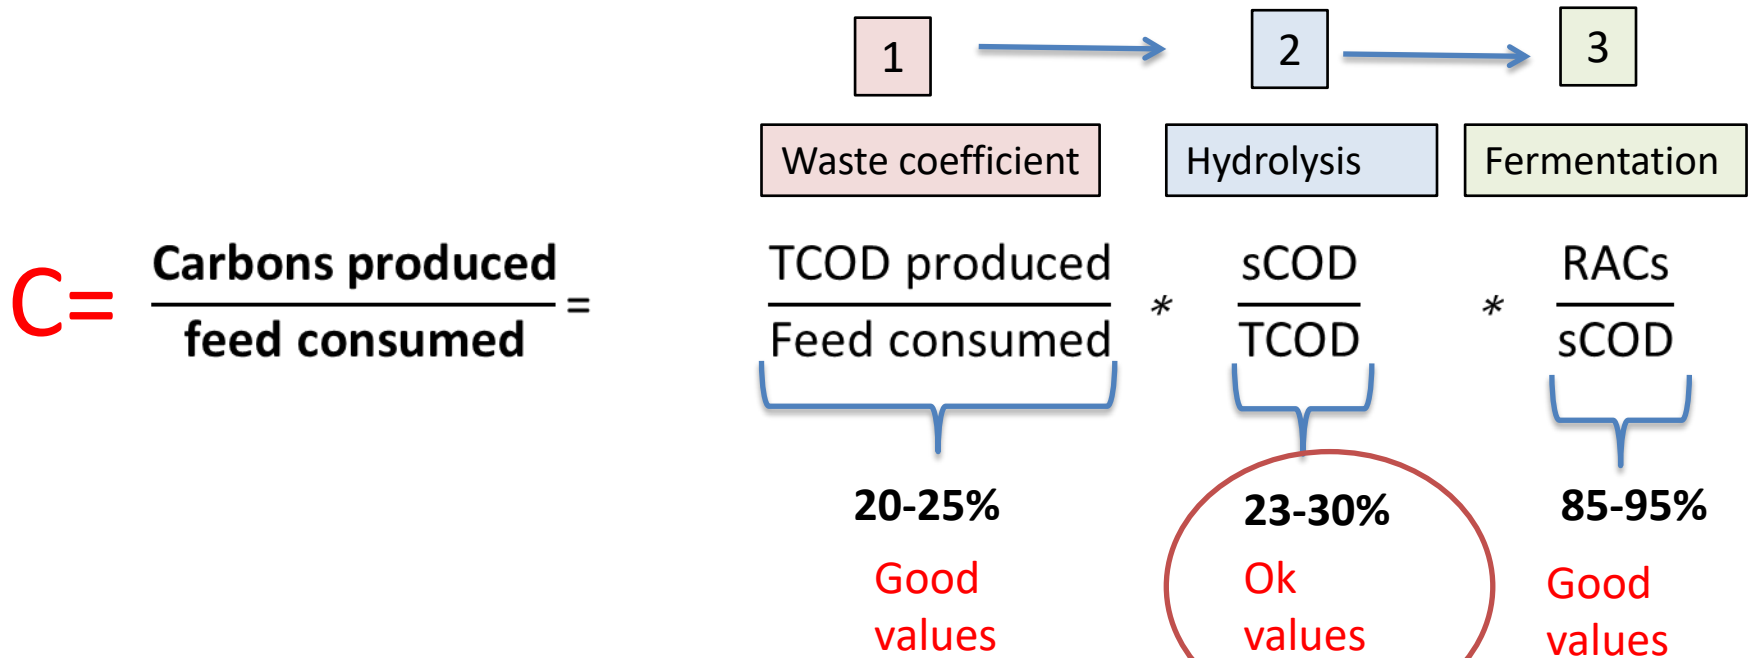 1 2 3
Waste coefficient Hydrolysis Fermentation
C= Carbons produced = TCOD produced * sCOD * RACs
feed consumed Feed consumed TCOD sCOD
20-25% 23-30% 85-95%
Good Ok Good
values values values